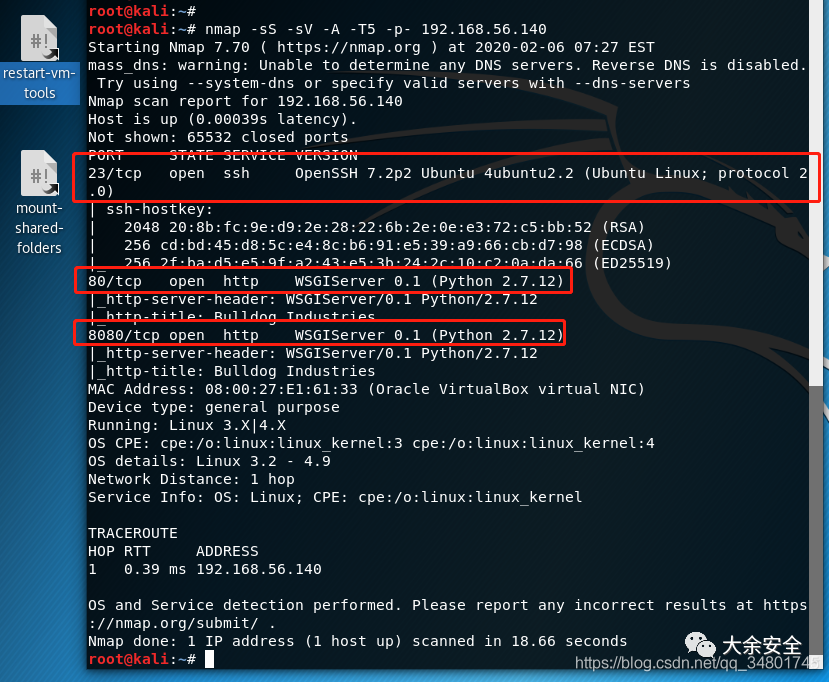 restart-vm-
tools
mount-
shared-
folders
root@kali:~#
root@kali:~# nmap -sS -sV -A -T5 -p- 192.168.56.140
Starting Nmap 7.70 ( https://nmap.org ) at 2020-02-06 07:27 EST
mass_dns: warning: Unable to determine any DNS servers. Reverse DNS is disabled.
 Try using --system-dns or specify valid servers with --dns-servers
Nmap scan report for 192.168.56.140
Host is up (0.00039s latency).
Not shown: 65532 closed ports
PORT     STATE SERVICE VERSION
23/tcp   open  ssh     OpenSSH 7.2p2 Ubuntu 4ubuntu2.2 (Ubuntu Linux; protocol 2
.0)
| ssh-hostkey:
|   2048 20:8b:fc:9e:d9:2e:28:22:6b:2e:0e:e3:72:c5:bb:52 (RSA)
|   256 cd:bd:45:d8:5c:e4:8c:b6:91:e5:39:a9:66:cb:d7:98 (ECDSA)
|_  256 2f:ba:d5:e5:9f:a2:43:e5:3b:24:2c:10:c2:0a:da:66 (ED25519)
80/tcp   open  http    WSGIServer 0.1 (Python 2.7.12)
|_http-server-header: WSGIServer/0.1 Python/2.7.12
|_http-title: Bulldog Industries
8080/tcp open  http    WSGIServer 0.1 (Python 2.7.12)
|_http-server-header: WSGIServer/0.1 Python/2.7.12
|_http-title: Bulldog Industries
MAC Address: 08:00:27:E1:61:33 (Oracle VirtualBox virtual NIC)
Device type: general purpose
Running: Linux 3.X|4.X
OS CPE: cpe:/o:linux:linux_kernel:3 cpe:/o:linux:linux_kernel:4
OS details: Linux 3.2 - 4.9
Network Distance: 1 hop
Service Info: OS: Linux; CPE: cpe:/o:linux:linux_kernel
TRACEROUTE
HOP RTT     ADDRESS
1   0.39 ms 192.168.56.140
OS and Service detection performed. Please report any incorrect results at https
://nmap.org/submit/ .
Nmap done: 1 IP address (1 host up) scanned in 18.66 seconds
root@kali:~#
大余安全